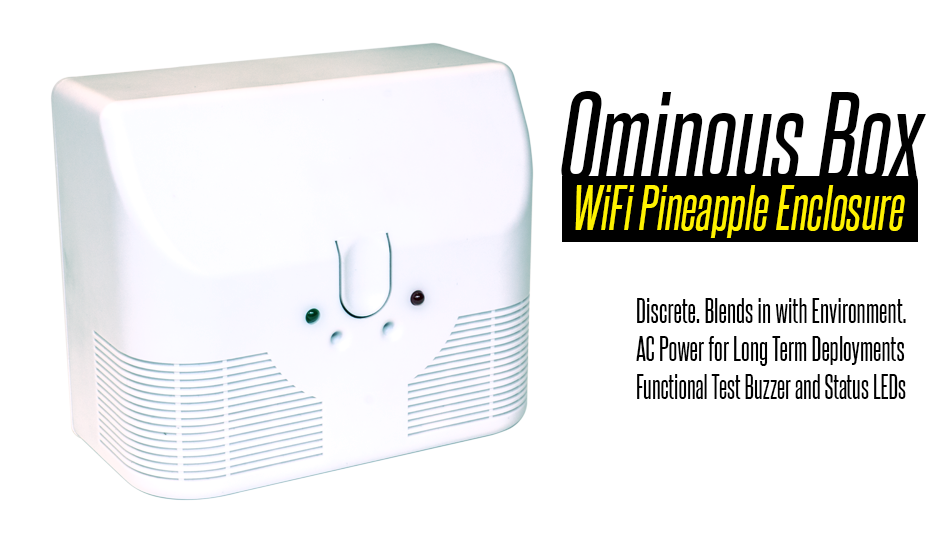 Ominous Box
WiFi Pineapple Enclosure
Discrete. Blends in with Environment.
AC Power for Long Term Deployments
Functional Test Buzzer and Status LEDs